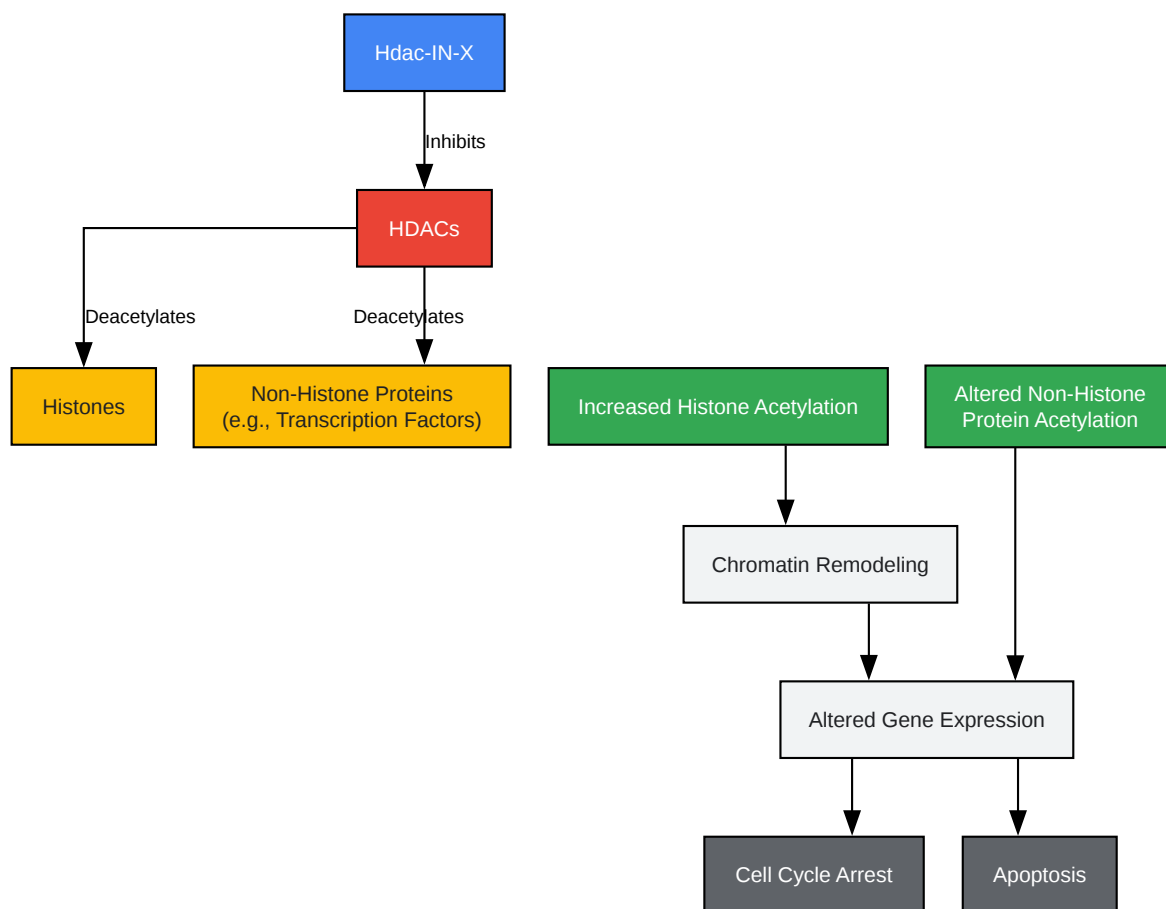 Hdac-IN-X
Inhibits
HDACs
Deacetylates
Deacetylates
Histones
Non-Histone Proteins
(e.g., Transcription Factors)
Increased Histone Acetylation
Altered Non-Histone
Protein Acetylation
Chromatin Remodeling
Altered Gene Expression
Cell Cycle Arrest
Apoptosis